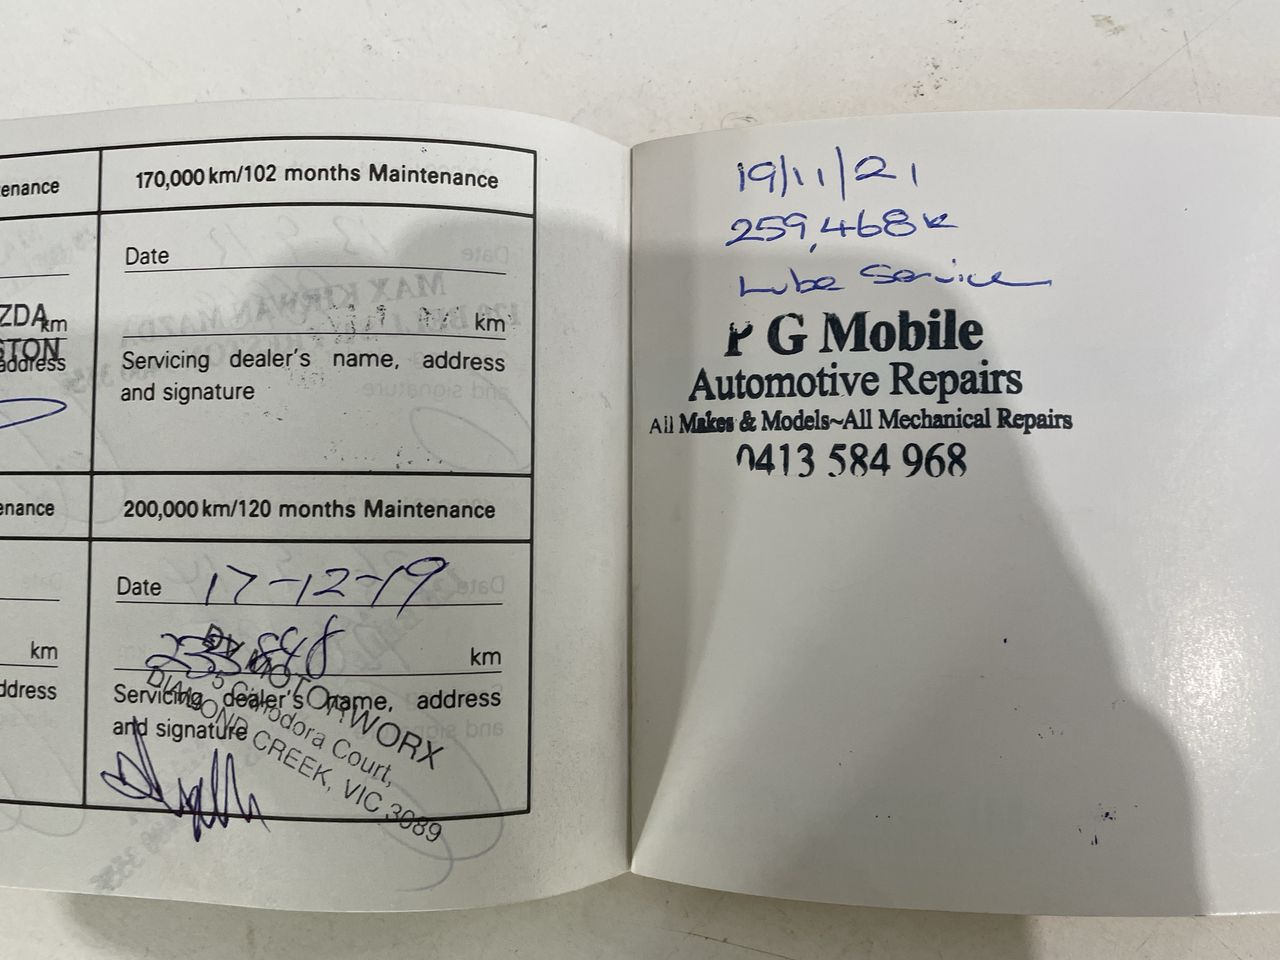 enance
170,000 km/102 months Maintenance
Date
ZDA km
km
STON
address
Servicing dealer's name, address
and signature
enance
200,000 km/120 months Maintenance
Date 17-12-19
km
233848 km
ddress
Servicing dealer's name, address
and signature
MOTORWORX
Court,
DIAMOND CREEK, VIC 3089
19/11/21
259,468 k
Lube Service
P G Mobile
Automotive Repairs
All Makes & Models~All Mechanical Repairs
0413 584 968